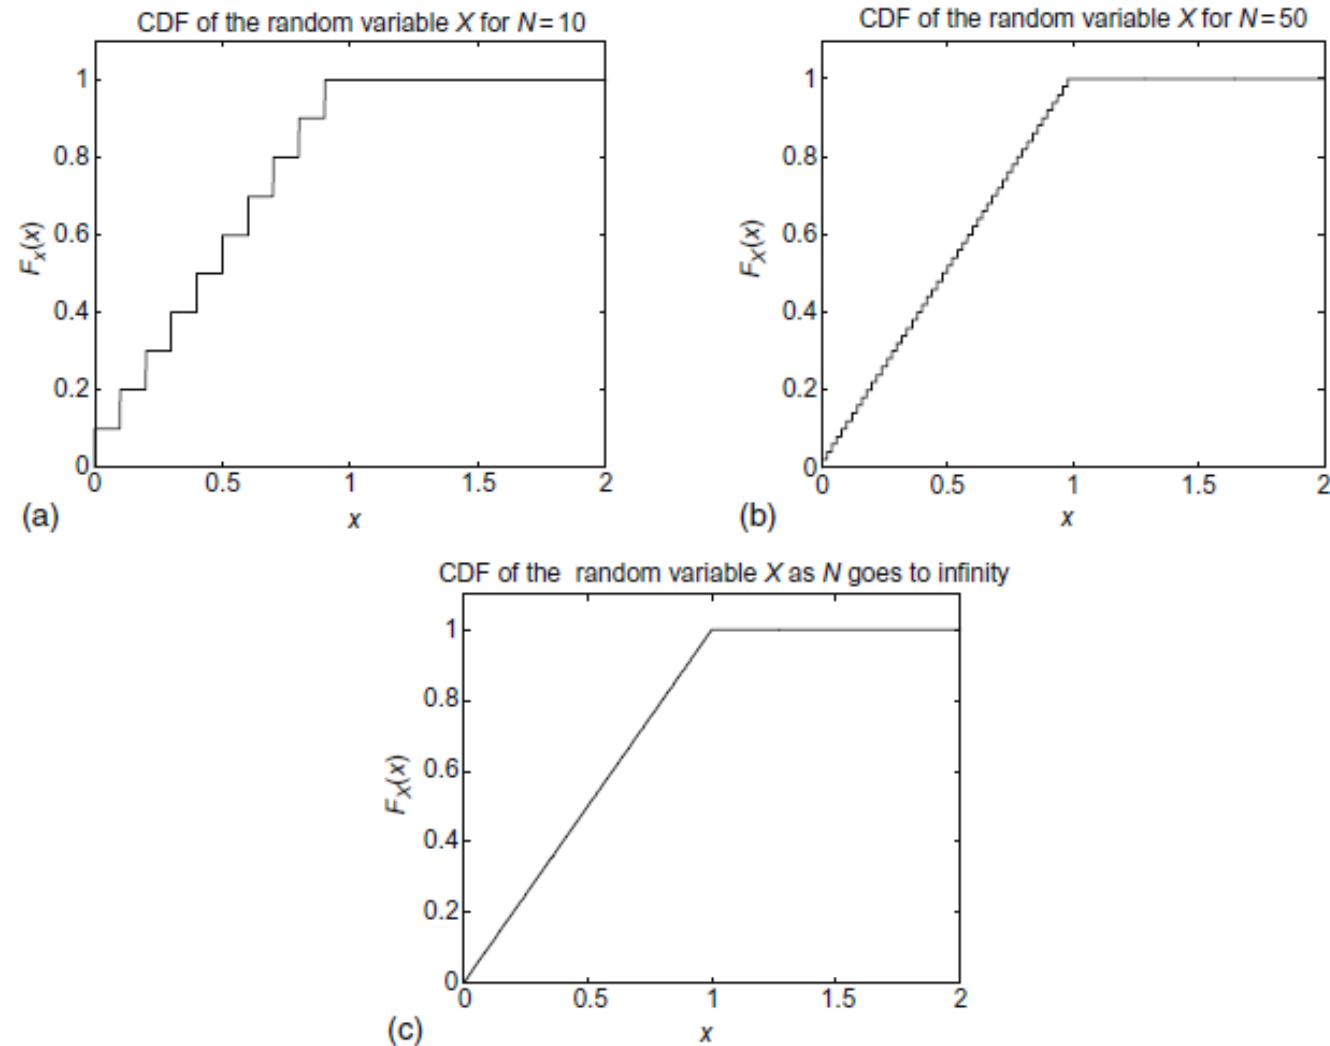 CDF of the random variable X for N = 10
1
0.8
0.6
0.4
0.2
0
Fx(x)
0 0.5 1 1.5 2
(a) x
CDF of the random variable X for N = 50
1
0.8
0.6
0.4
0.2
0
FX(x)
0 0.5 1 1.5 2
(b) x
CDF of the random variable X as N goes to infinity
1
0.8
0.6
0.4
0.2
0
FX(x)
0 0.5 1 1.5 2
(c) x